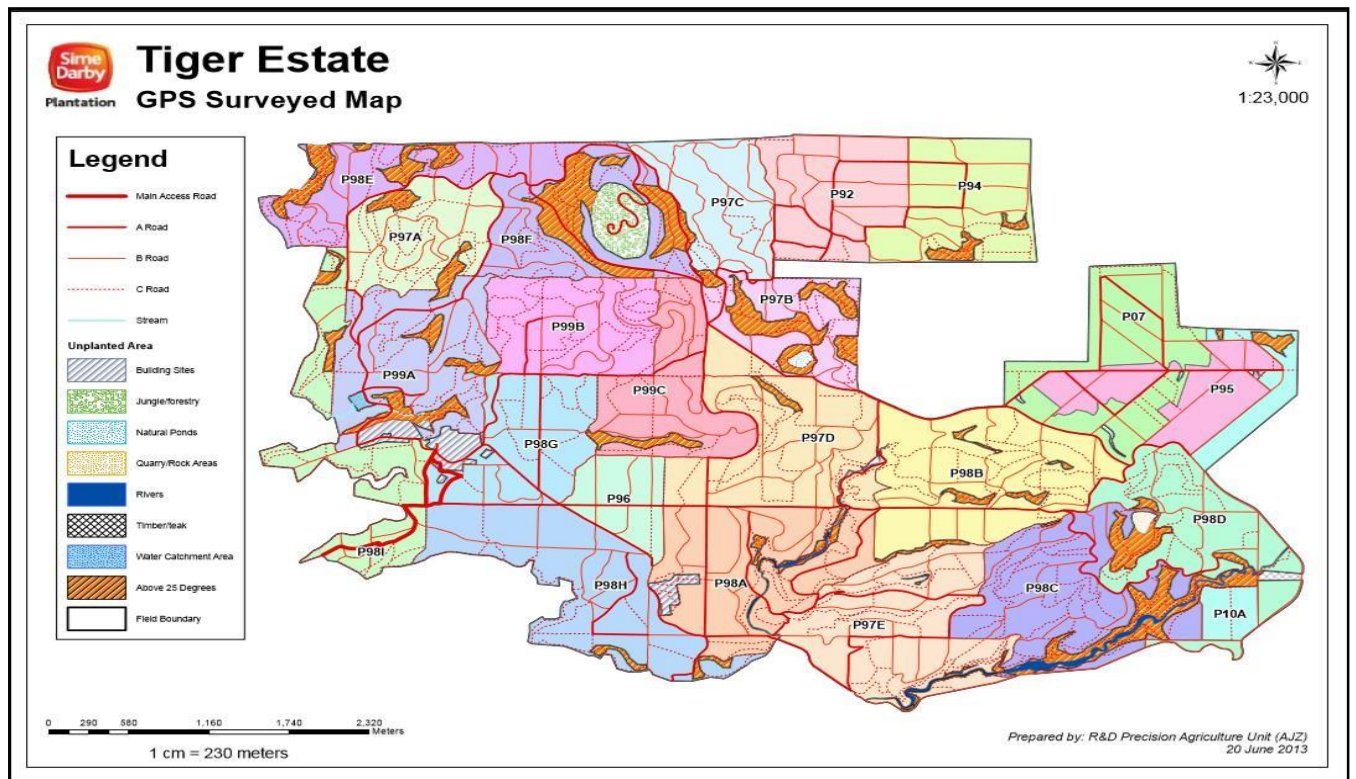 Sime
Darby
Plantation
Tiger Estate
GPS Surveyed Map
1:23,000
Legend
Main Access Road
A Road
B Road
C Road
Stream
Unplanted Area
Building Sites
Jungle/forestry
Natural Ponds
Quarry/Rock Areas
Rivers
Timber/teak
Water Catchment Area
Above 25 Degrees
Field Boundary
P98E
P97A
P98F
P97C
P92
P94
P97B
P07
P99B
P99A
P99C
P95
P98G
P97D
P98B
P96
P98D
P98I
P98H
P98A
P98C
P97E
P10A
0 290 580 1,160 1,740 2,320
Meters
1 cm = 230 meters
Prepared by: R&D Precision Agriculture Unit (AJZ)
20 June 2013